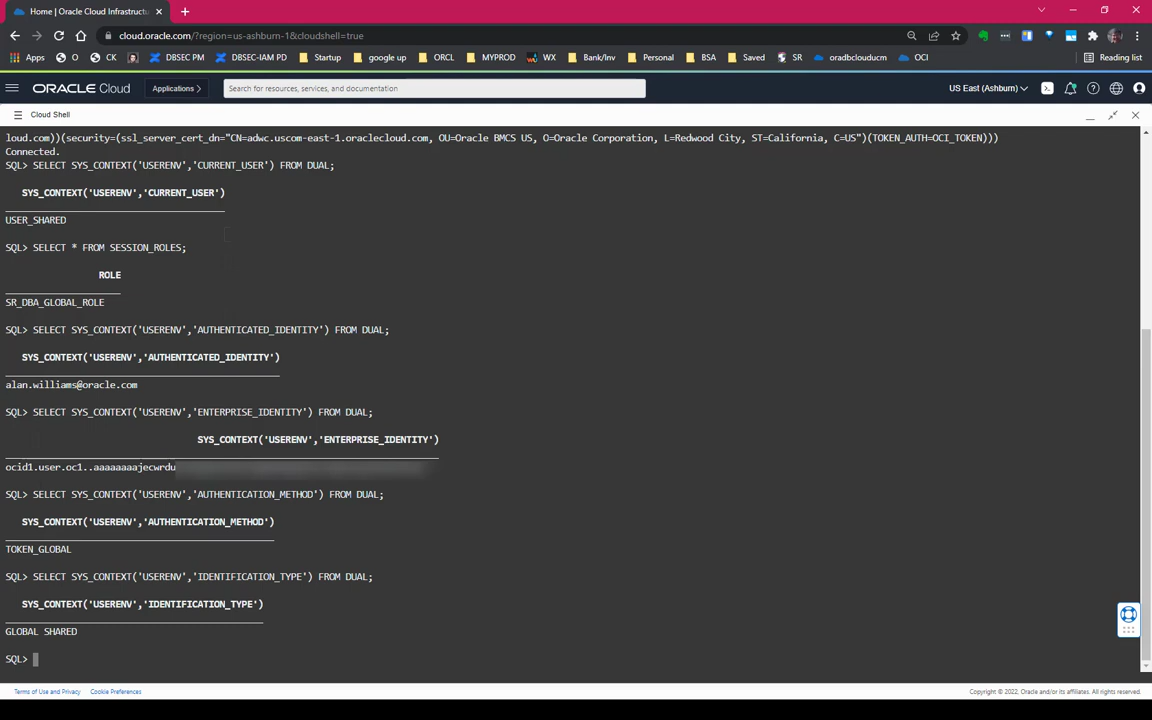 Home | Oracle Cloud Infrastructu
cloud.oracle.com/?region=us-ashburn-1&cloudshell=true
Apps
O
CK
DBSEC PM
DBSEC-IAM PD
Startup
google up
ORCL
MYPROD
WX
Bank/Inv
Personal
BSA
Saved
SR
oradbclouducm
OCI
Reading list
ORACLE Cloud
Applications
Search for resources, services, and documentation
US East (Ashburn)
Cloud Shell
loud.com))(security=(ssl_server_cert_dn="CN=adwc.uscom-east-1.oraclecloud.com, OU=Oracle BMCS US, O=Oracle Corporation, L=Redwood City, ST=California, C=US")(TOKEN_AUTH=OCI_TOKEN)))
Connected.
SQL> SELECT SYS_CONTEXT('USERENV','CURRENT_USER') FROM DUAL;
SYS_CONTEXT('USERENV','CURRENT_USER')
USER_SHARED
SQL> SELECT * FROM SESSION_ROLES;
ROLE
SR_DBA_GLOBAL_ROLE
SQL> SELECT SYS_CONTEXT('USERENV','AUTHENTICATED_IDENTITY') FROM DUAL;
SYS_CONTEXT('USERENV','AUTHENTICATED_IDENTITY')
alan.williams@oracle.com
SQL> SELECT SYS_CONTEXT('USERENV','ENTERPRISE_IDENTITY') FROM DUAL;
SYS_CONTEXT('USERENV','ENTERPRISE_IDENTITY')
ocid1.user.oc1..aaaaaaaajecwrdu
SQL> SELECT SYS_CONTEXT('USERENV','AUTHENTICATION_METHOD') FROM DUAL;
SYS_CONTEXT('USERENV','AUTHENTICATION_METHOD')
TOKEN_GLOBAL
SQL> SELECT SYS_CONTEXT('USERENV','IDENTIFICATION_TYPE') FROM DUAL;
SYS_CONTEXT('USERENV','IDENTIFICATION_TYPE')
GLOBAL SHARED
SQL>
Terms of Use and Privacy
Cookie Preferences
Copyright © 2022, Oracle and/or its affiliates. All rights reserved.